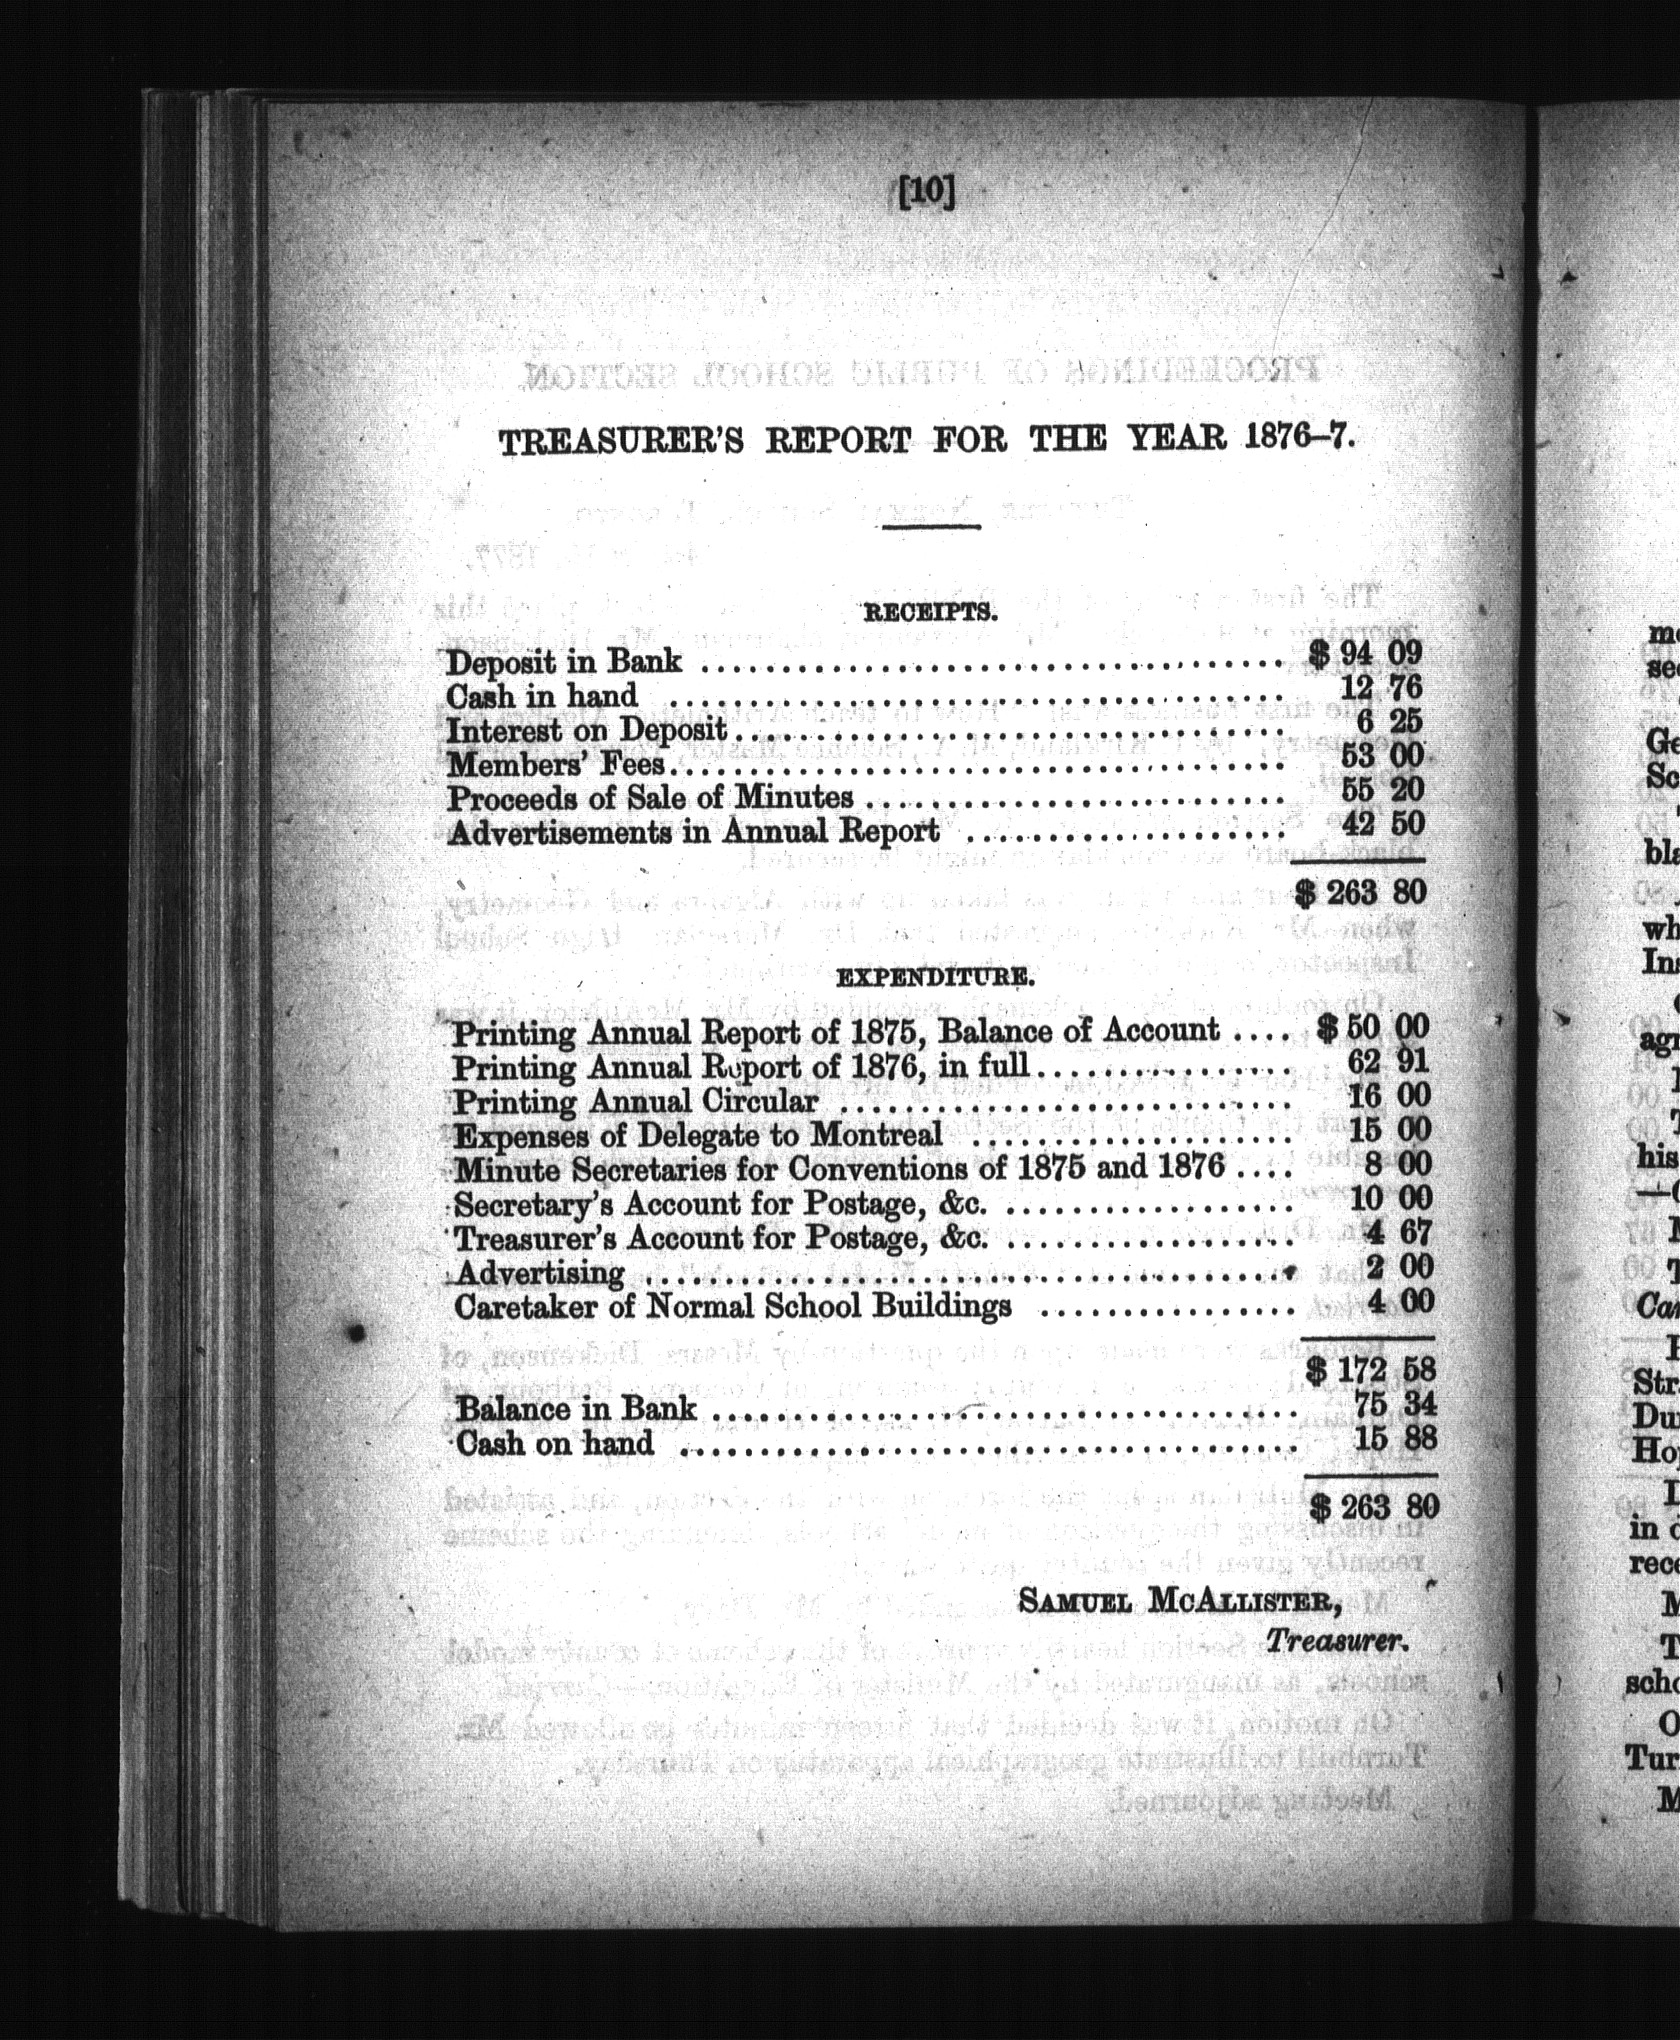 [10]
TREASURER'S REPORT FOR THE YEAR 1876–7.
RECEIPTS.
Deposit in Bank ........ $ 94 09
Cash in hand ........ 12 76
Interest on Deposit ........ 6 25
Members' Fees ........ 53 00
Proceeds of Sale of Minutes ........ 55 20
Advertisements in Annual Report ........ 42 50
$ 263 80
EXPENDITURE.
Printing Annual Report of 1875, Balance of Account .... $ 50 00
Printing Annual Report of 1876, in full ........ 62 91
Printing Annual Circular ........ 16 00
Expenses of Delegate to Montreal ........ 15 00
Minute Secretaries for Conventions of 1875 and 1876 .... 8 00
Secretary's Account for Postage, &c. ........ 10 00
Treasurer's Account for Postage, &c. ........ 4 67
Advertising ........ 2 00
Caretaker of Normal School Buildings ........ 4 00
$ 172 58
Balance in Bank ........ 75 34
Cash on hand ........ 15 88
$ 263 80
SAMUEL MCALLISTER,
Treasurer.